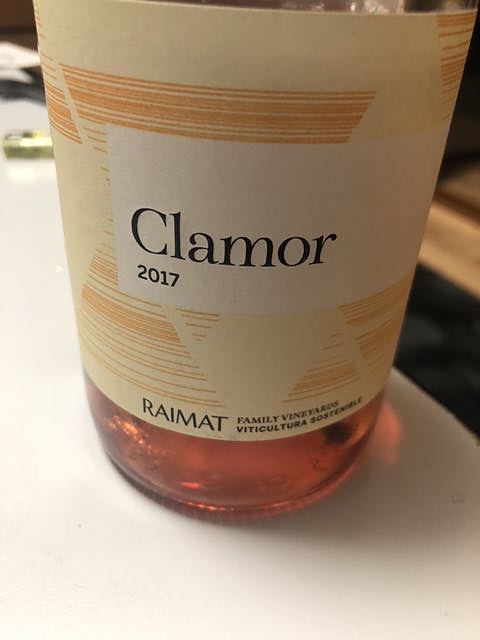 Clamor
2017
RAIMAT FAMILY VINEYARDS
VITICULTURA SOSTENIBLE